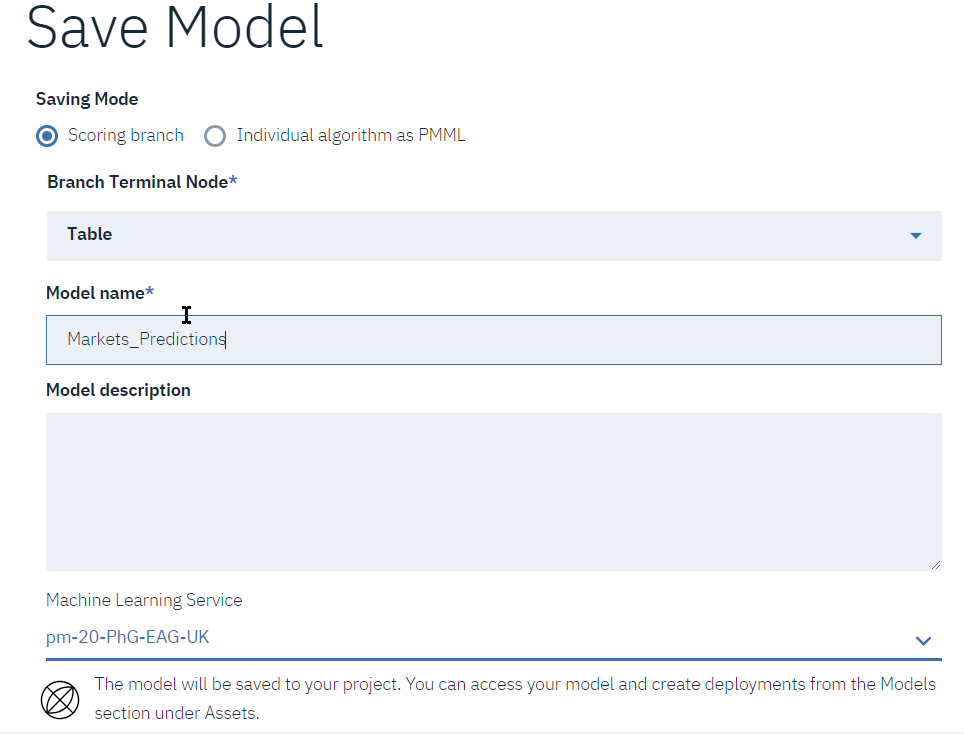 Save Model
Saving Mode
Scoring branch Individual algorithm as PMML
Branch Terminal Node*
Table
Model name*
Markets_Predictions
Model description
Machine Learning Service
pm-20-PhG-EAG-UK
The model will be saved to your project. You can access your model and create deployments from the Models
section under Assets.